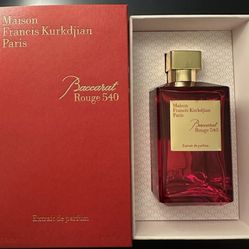 Maison
Francis Kurkdjian
Paris
Baccarat
Rouge 540
Extrait de parfum
Maison
Francis Kurkdjian
Paris
Baccarat
Rouge 540
Extrait de parfum